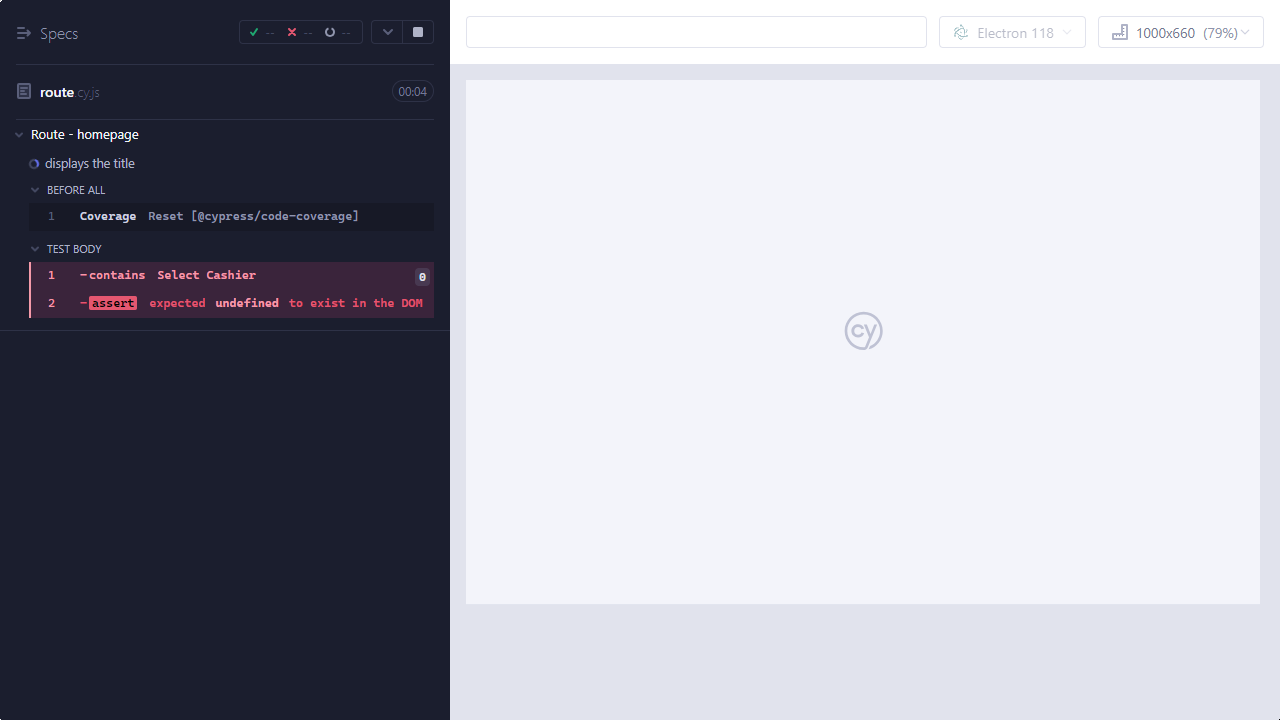 Specs
-- -- --
Electron 118
1000x660 (79%)
route.cy.js
00:04
Route - homepage
displays the title
BEFORE ALL
1 Coverage Reset [@cypress/code-coverage]
TEST BODY
1 -contains Select Cashier 0
2 -assert expected undefined to exist in the DOM
cy